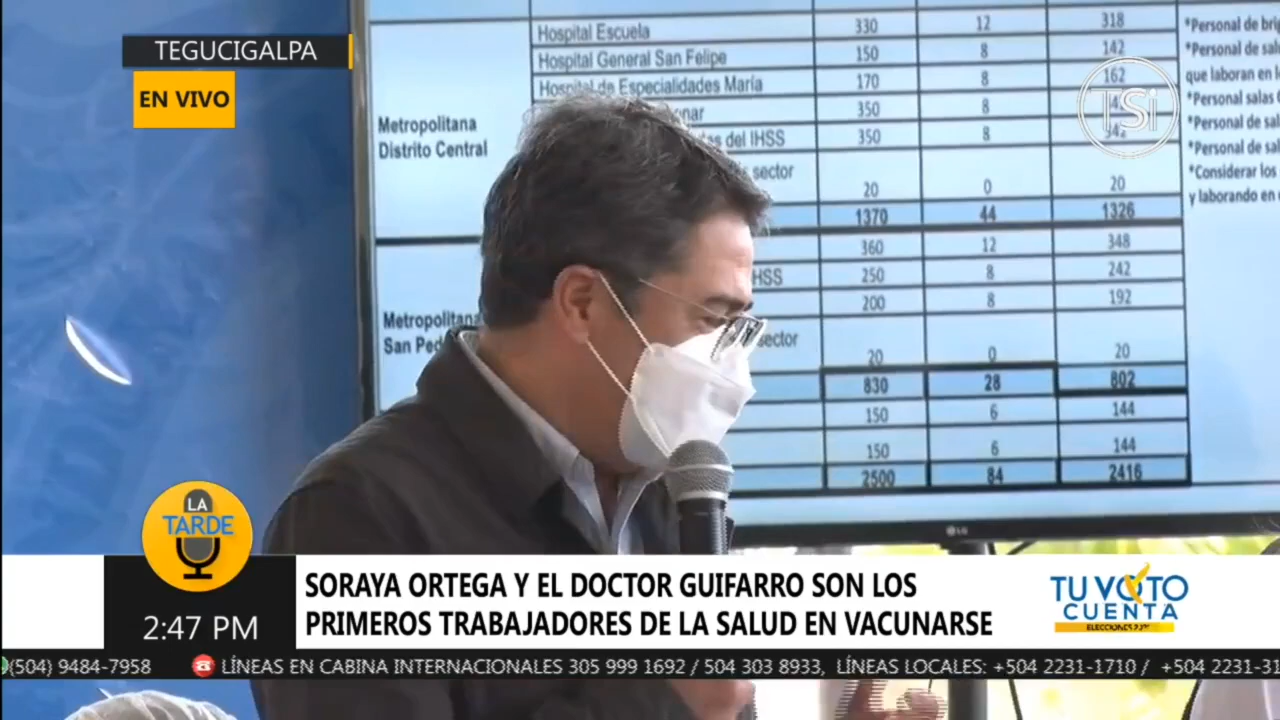 TEGUCIGALPA
EN VIVO
TSi
Hospital Escuela 330 12 318
Hospital General San Felipe 150 8 142
Hospital de Especialidades María 170 8 162
350 8
del IHSS 350 8 342
sector
20 0 20
Metropolitana
Distrito Central
1370 44 1326
360 12 348
IHSS 250 8 242
200 8 192
Metropolitana
San
sector
20 0 20
830 28 802
150 6 144
150 6 144
2500 84 2416
*Personal de
*Personal de
que laboran en
*Personal salas
*Personal de
*Personal de
*Considerar los
y laborando en
LG
LA
TARDE
2:47 PM
SORAYA ORTEGA Y EL DOCTOR GUIFARRO SON LOS
PRIMEROS TRABAJADORES DE LA SALUD EN VACUNARSE
TU VOTO
CUENTA
ELECCIONES
(504) 9484-7958 LÍNEAS EN CABINA INTERNACIONALES 305 999 1692 / 504 303 8933, LÍNEAS LOCALES: +504 2231-1710 / +504 2231-31